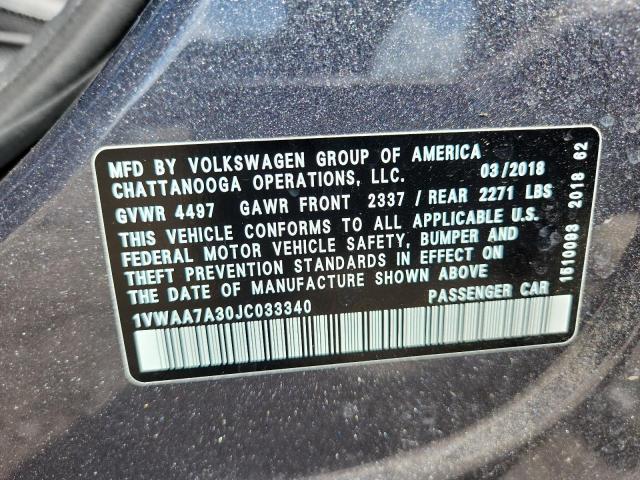 MFD BY VOLKSWAGEN GROUP OF AMERICA
CHATTANOOGA OPERATIONS, LLC. 03/2018
GVWR 4497 GAWR FRONT 2337 / REAR 2271 LBS
THIS VEHICLE CONFORMS TO ALL APPLICABLE U.S.
FEDERAL MOTOR VEHICLE SAFETY, BUMPER AND
THEFT PREVENTION STANDARDS IN EFFECT ON
THE DATE OF MANUFACTURE SHOWN ABOVE
1VWAA7A30JC033340 PASSENGER CAR
1510093 2018 62